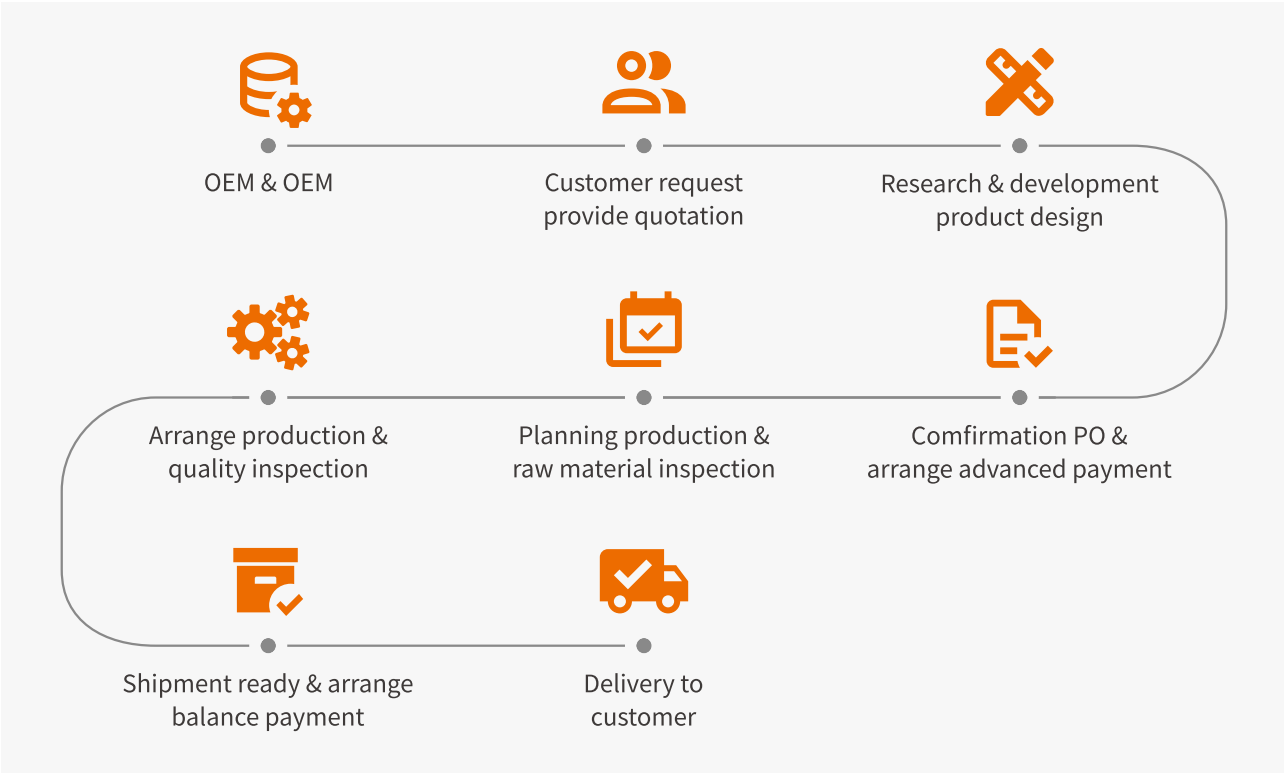 OEM & OEM
Customer request
provide quotation
Research & development
product design
Arrange production &
quality inspection
Planning production &
raw material inspection
Comfirmation PO &
arrange advanced payment
Shipment ready & arrange
balance payment
Delivery to
customer